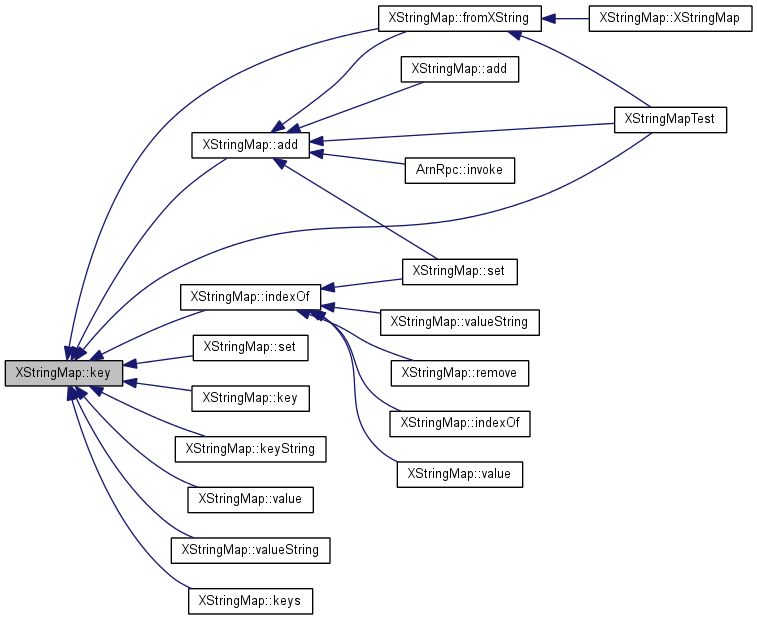 XStringMap::fromXString
XStringMap::XStringMap
XStringMap::add
XStringMapTest
XStringMap::add
ArnRpc::invoke
XStringMap::set
XStringMap::indexOf
XStringMap::valueString
XStringMap::set
XStringMap::key
XStringMap::remove
XStringMap::key
XStringMap::indexOf
XStringMap::keyString
XStringMap::value
XStringMap::value
XStringMap::valueString
XStringMap::keys